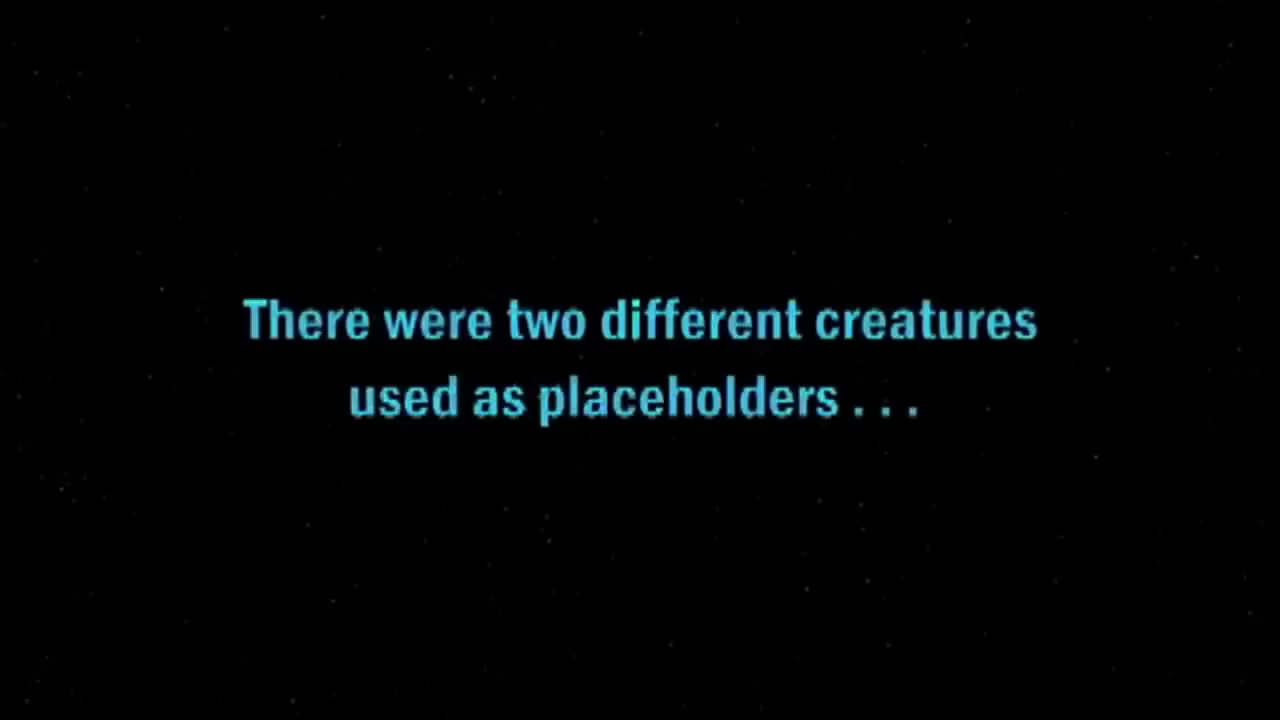 There were two different creatures
used as placeholders . . .